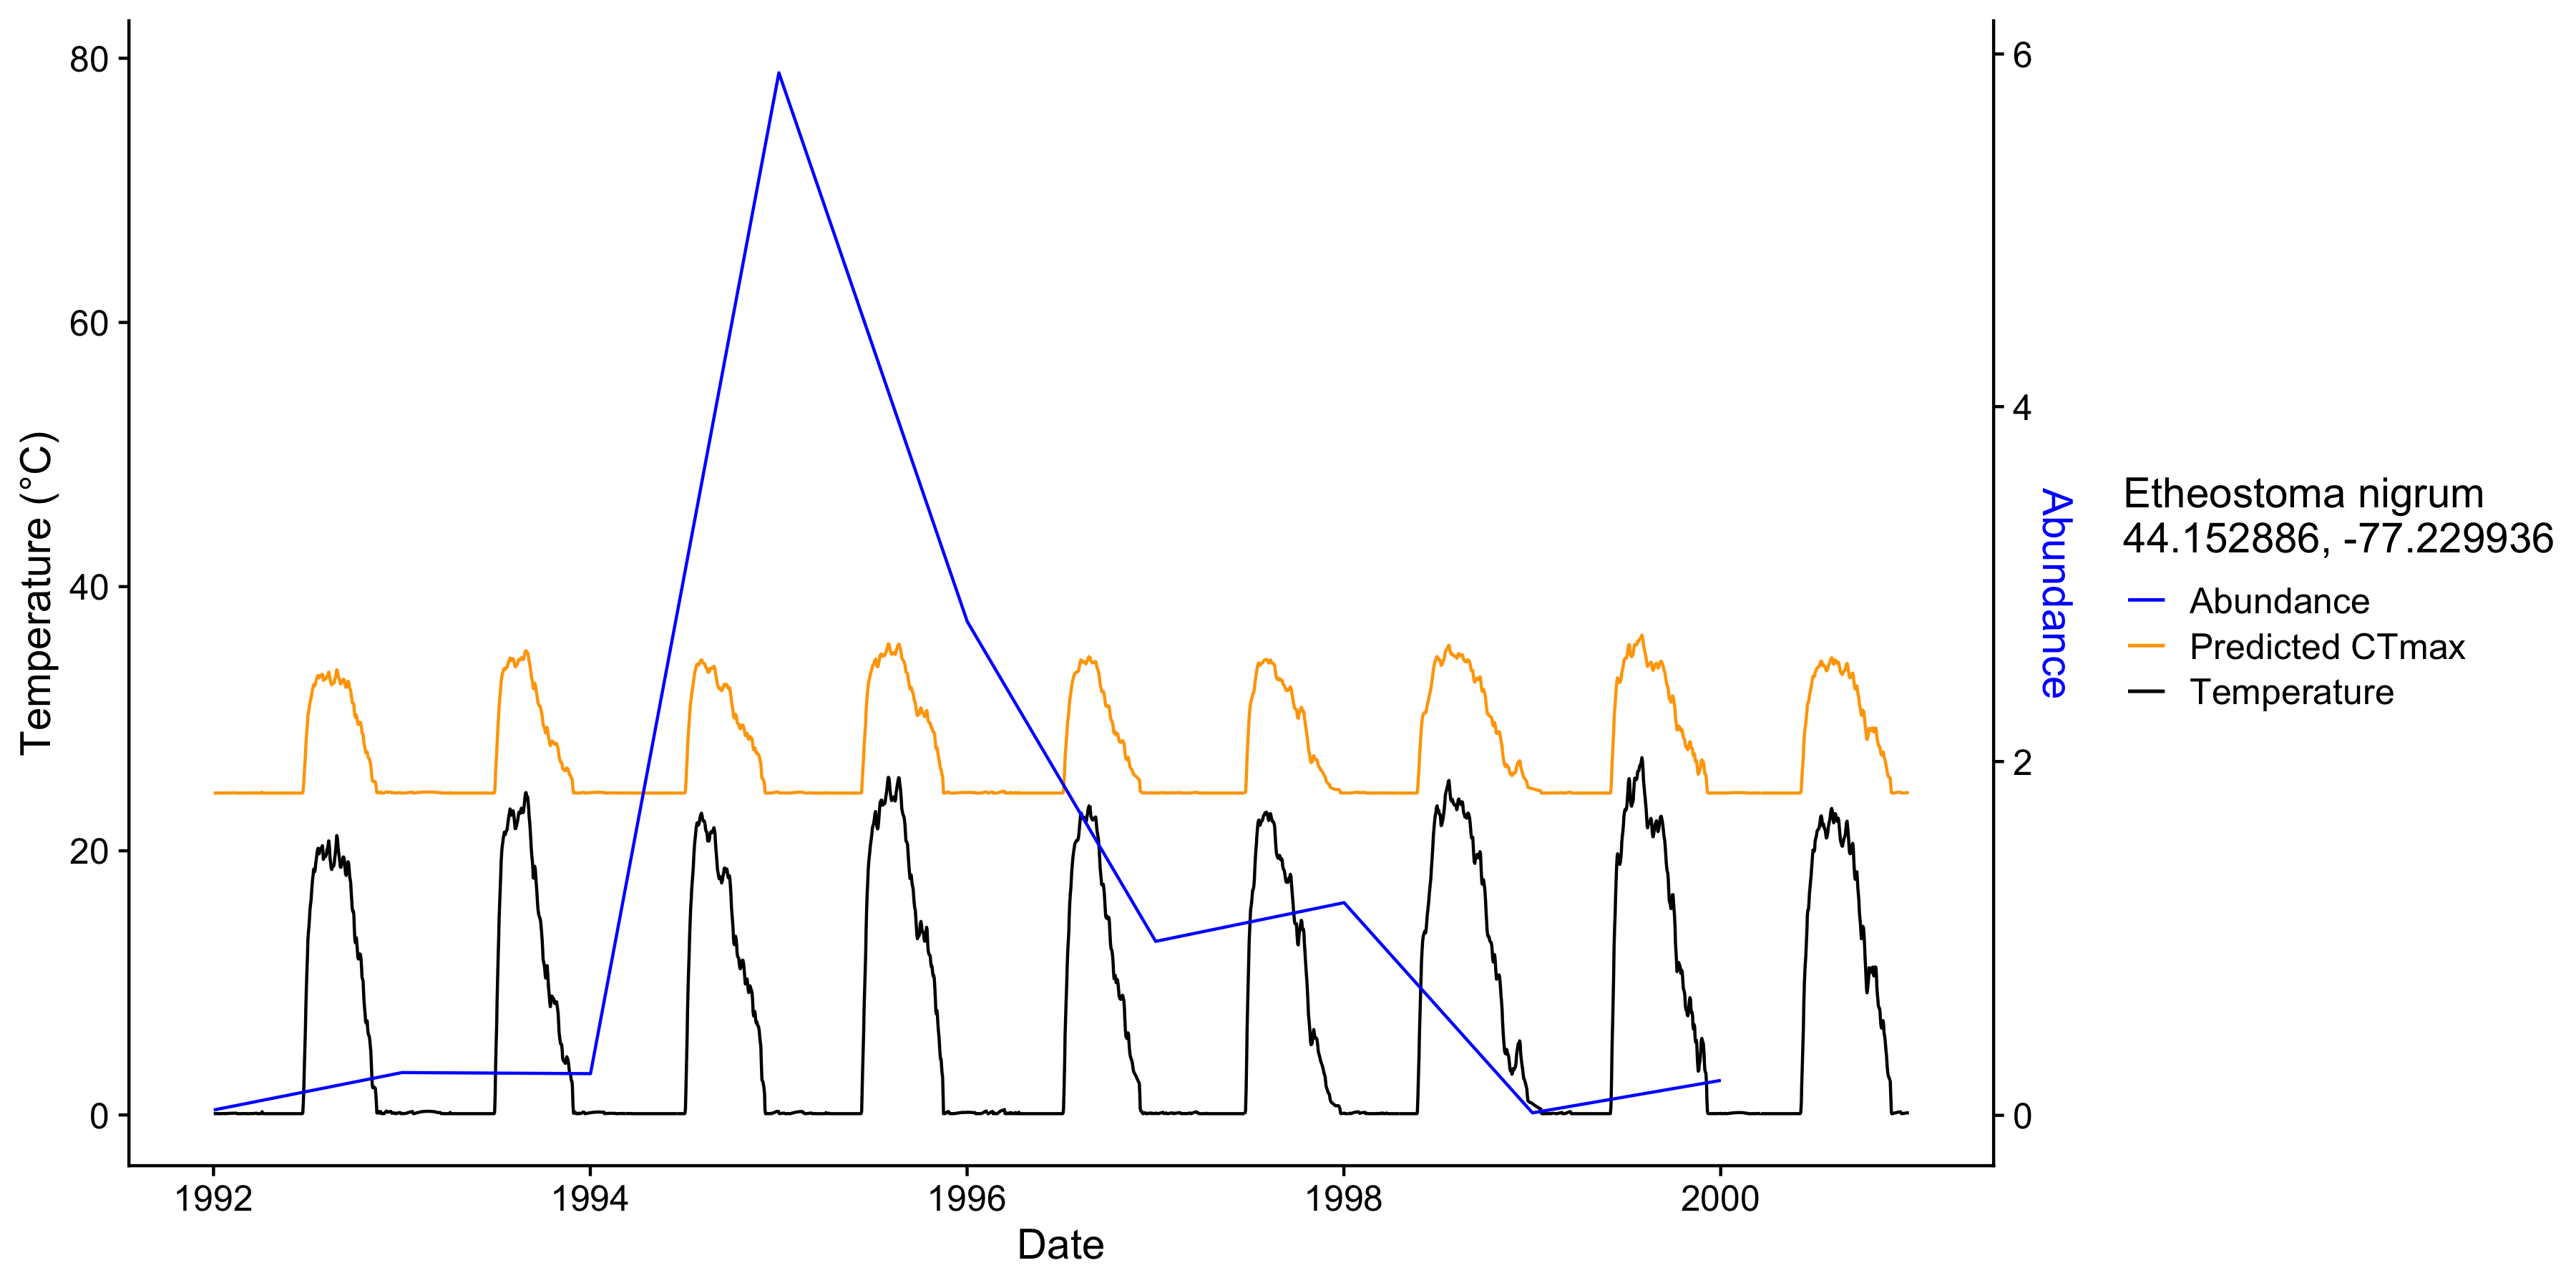 80
60
40
20
0
Temperature (°C)
1992
1994
1996
1998
2000
Date
6
4
2
0
Abundance
Etheostoma nigrum
44.152886, -77.229936
Abundance
Predicted CTmax
Temperature